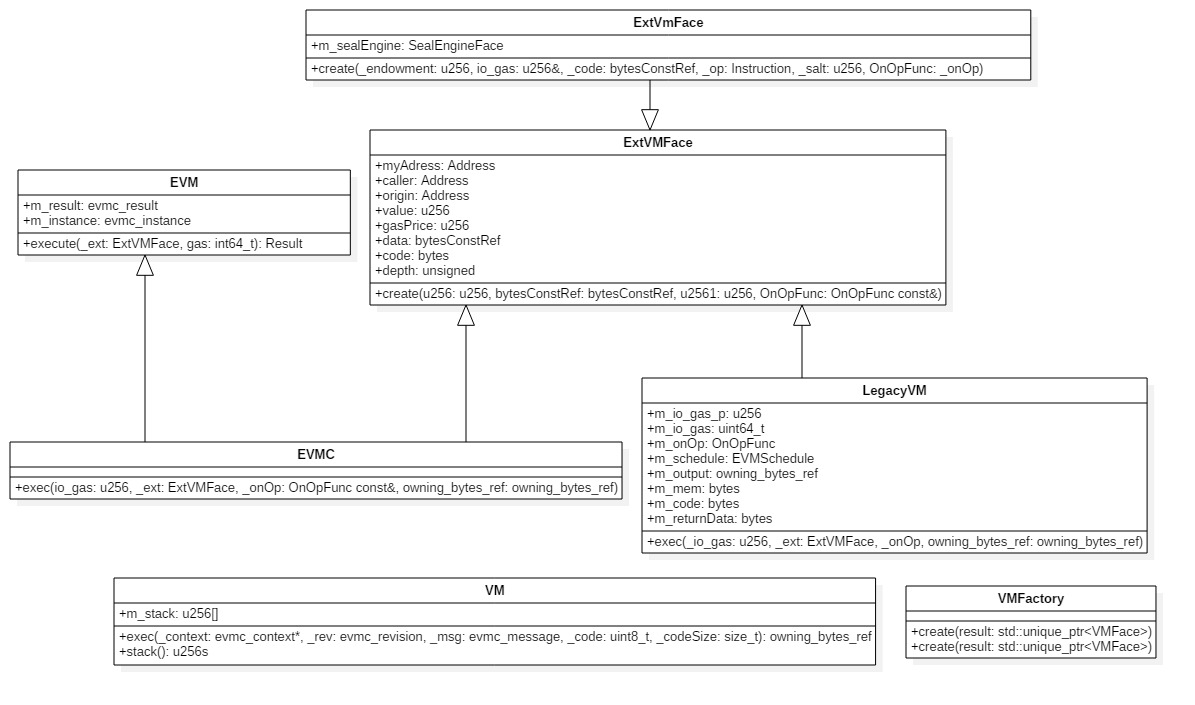 ExtVmFace
+m_sealEngine: SealEngineFace
+create(_endowment: u256, io_gas: u256&, _code: bytesConstRef, _op: Instruction, _salt: u256, OnOpFunc: _onOp)
ExtVMFace
+myAdress: Address
+caller: Address
+origin: Address
+value: u256
+gasPrice: u256
+data: bytesConstRef
+code: bytes
+depth: unsigned
+create(u256: u256, bytesConstRef: bytesConstRef, u2561: u256, OnOpFunc: OnOpFunc const&)
EVM
+m_result: evmc_result
+m_instance: evmc_instance
+execute(_ext: ExtVMFace, gas: int64_t): Result
EVMC
+exec(io_gas: u256, _ext: ExtVMFace, _onOp: OnOpFunc const&, owning_bytes_ref: owning_bytes_ref)
LegacyVM
+m_io_gas_p: u256
+m_io_gas: uint64_t
+m_onOp: OnOpFunc
+m_schedule: EVMSchedule
+m_output: owning_bytes_ref
+m_mem: bytes
+m_code: bytes
+m_returnData: bytes
+exec(_io_gas: u256, _ext: ExtVMFace, _onOp, owning_bytes_ref: owning_bytes_ref)
VM
+m_stack: u256[]
+exec(_context: evmc_context*, _rev: evmc_revision, _msg: evmc_message, _code: uint8_t, _codeSize: size_t): owning_bytes_ref
+stack(): u256s
VMFactory
+create(result: std::unique_ptr<VMFace>)
+create(result: std::unique_ptr<VMFace>)